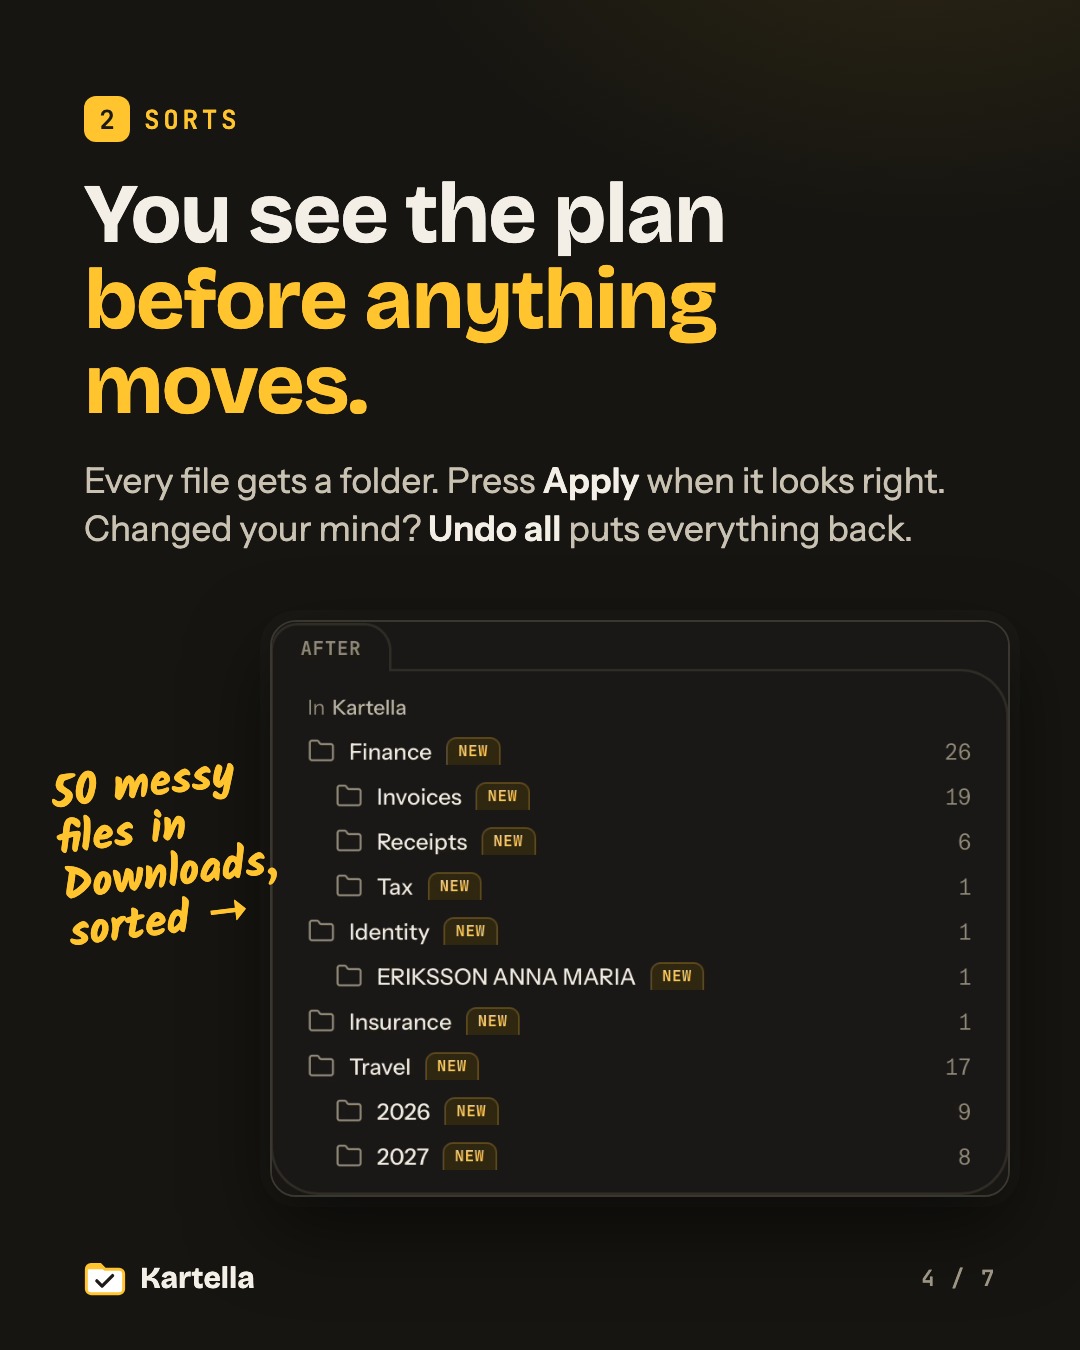 2 SORTS
You see the plan
before anything
moves.
Every file gets a folder. Press Apply when it looks right.
Changed your mind? Undo all puts everything back.
AFTER
In Kartella
Finance NEW 26
Invoices NEW 19
Receipts NEW 6
Tax NEW 1
Identity NEW 1
ERIKSSON ANNA MARIA NEW 1
Insurance NEW 1
Travel NEW 17
2026 NEW 9
2027 NEW 8
50 messy
files in
Downloads,
sorted →
Kartella
4 / 7